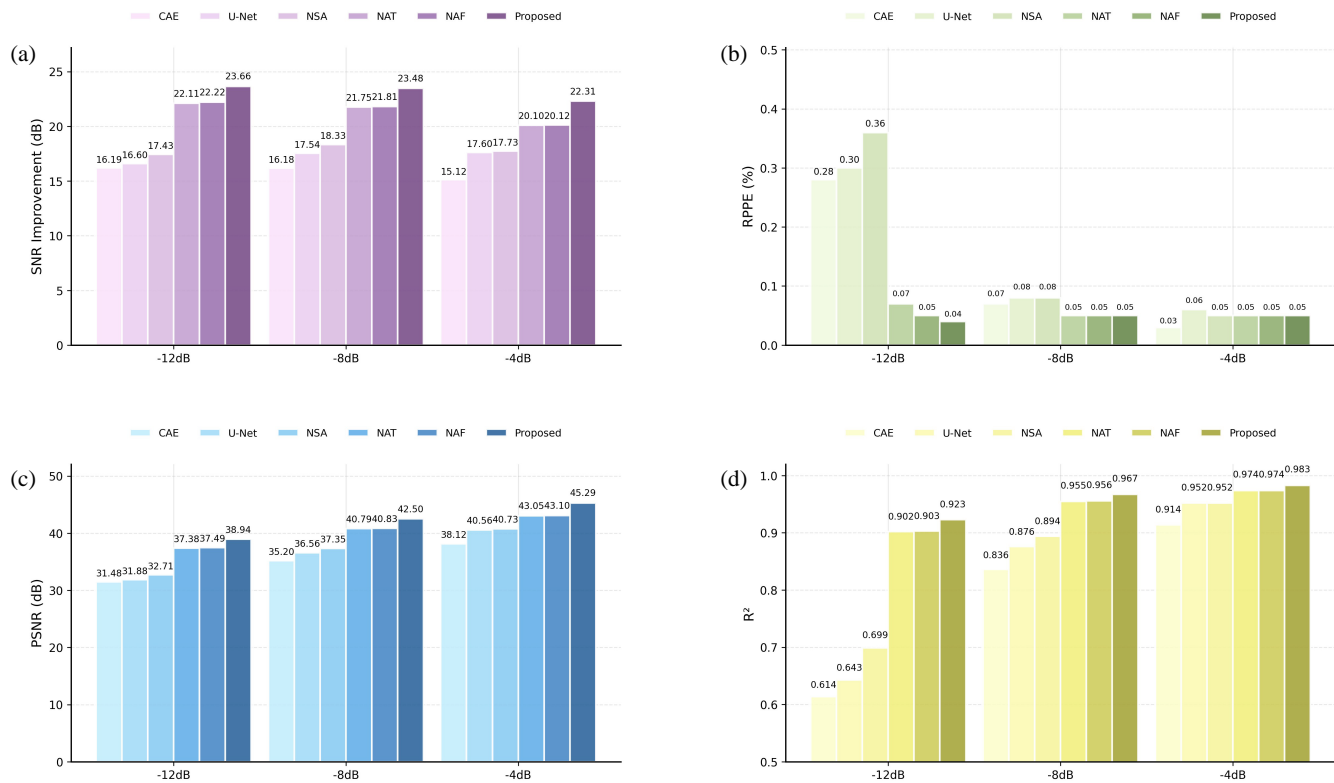 (a)
CAE U-Net NSA NAT NAF Proposed
SNR Improvement (dB)
25
20
15
10
5
0
16.19 16.60 17.43 22.11 22.22 23.66
16.18 17.54 18.33 21.75 21.81 23.48
15.12 17.60 17.73 20.10 20.12 22.31
-12dB -8dB -4dB
(b)
CAE U-Net NSA NAT NAF Proposed
RPPE (%)
0.5
0.4
0.3
0.2
0.1
0.0
0.28 0.30 0.36 0.07 0.05 0.04
0.07 0.08 0.08 0.05 0.05 0.05
0.03 0.06 0.05 0.05 0.05 0.05
-12dB -8dB -4dB
(c)
CAE U-Net NSA NAT NAF Proposed
PSNR (dB)
50
40
30
20
10
0
31.48 31.88 32.71 37.38 37.49 38.94
35.20 36.56 37.35 40.79 40.83 42.50
38.12 40.56 40.73 43.05 43.10 45.29
-12dB -8dB -4dB
(d)
CAE U-Net NSA NAT NAF Proposed
R²
1.0
0.9
0.8
0.7
0.6
0.5
0.614 0.643 0.699 0.902 0.903 0.923
0.836 0.876 0.894 0.955 0.956 0.967
0.914 0.952 0.952 0.974 0.974 0.983
-12dB -8dB -4dB